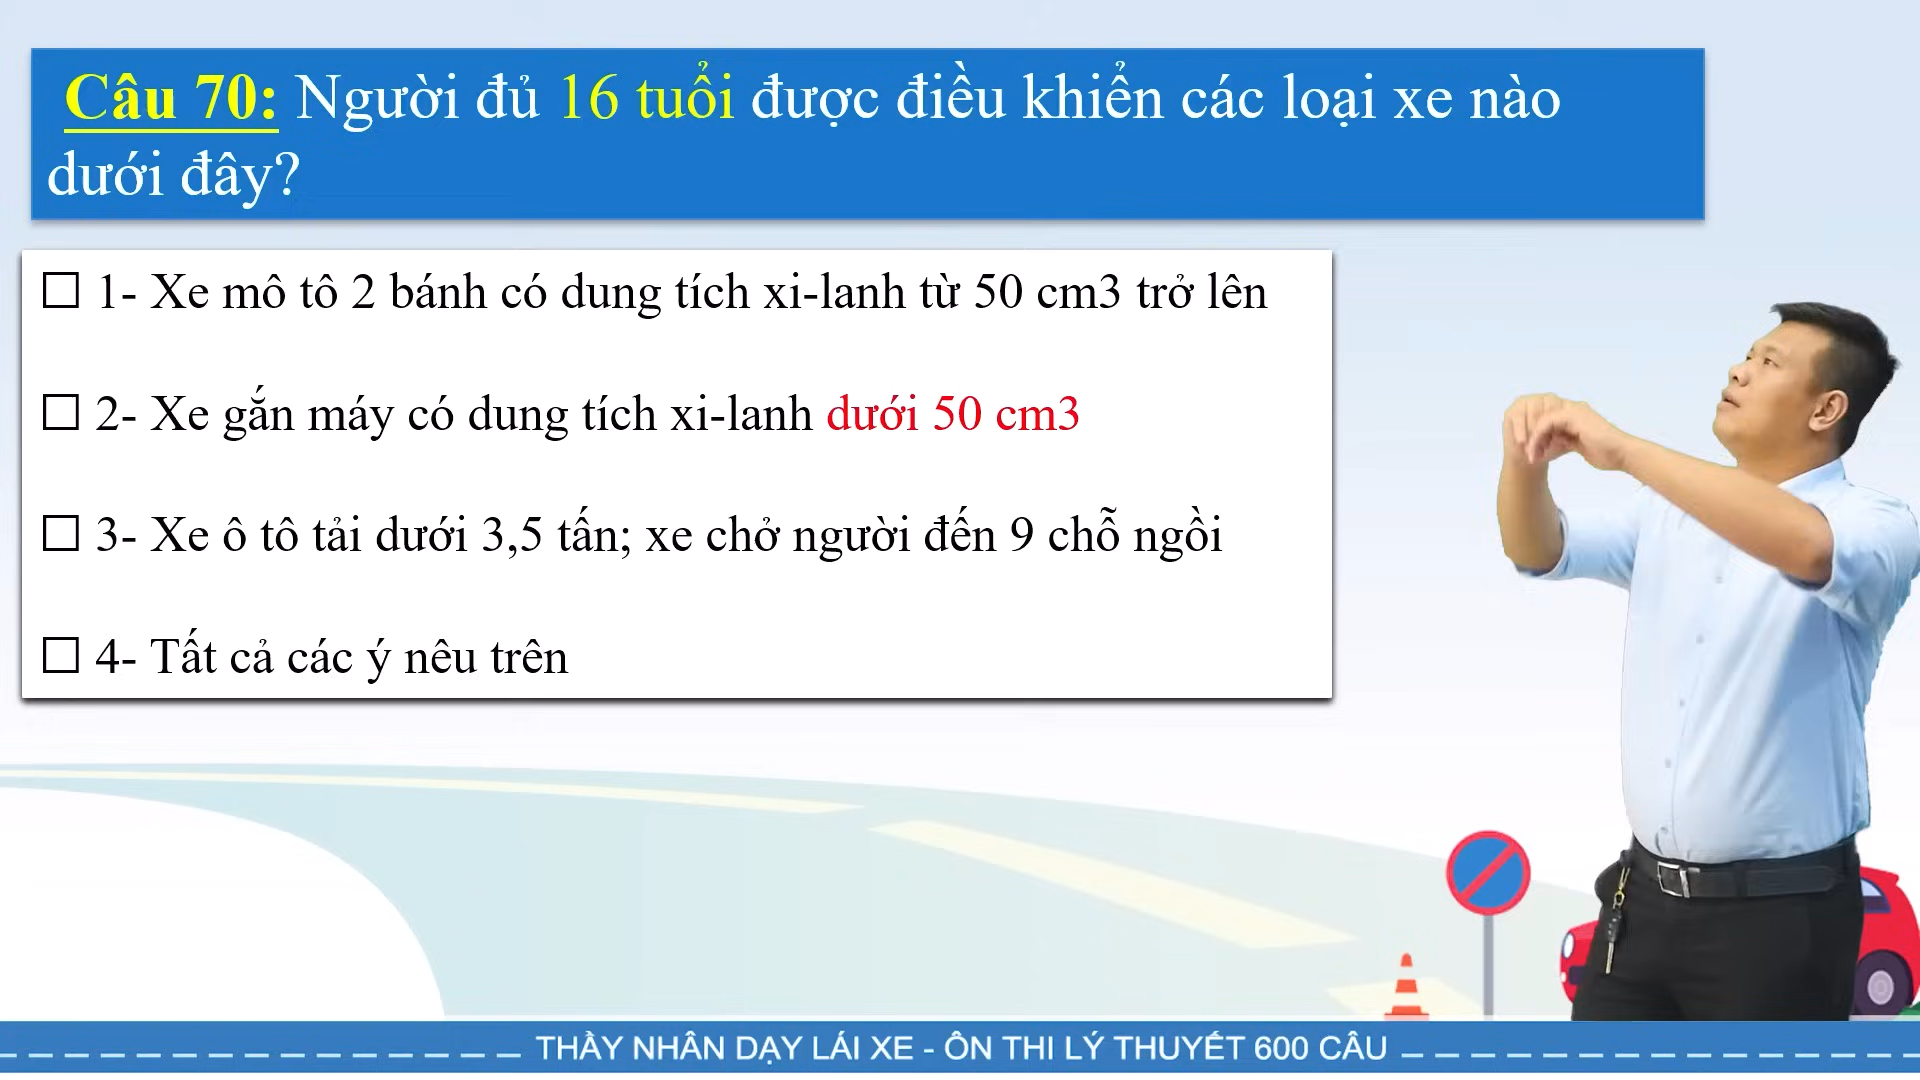 Câu 70: Người đủ 16 tuổi được điều khiển các loại xe nào
dưới đây?
☐ 1- Xe mô tô 2 bánh có dung tích xi-lanh từ 50 cm3 trở lên
☐ 2- Xe gắn máy có dung tích xi-lanh dưới 50 cm3
☐ 3- Xe ô tô tải dưới 3,5 tấn; xe chở người đến 9 chỗ ngồi
☐ 4- Tất cả các ý nêu trên
THẦY NHÂN DẠY LÁI XE - ÔN THI LÝ THUYẾT 600 CÂU